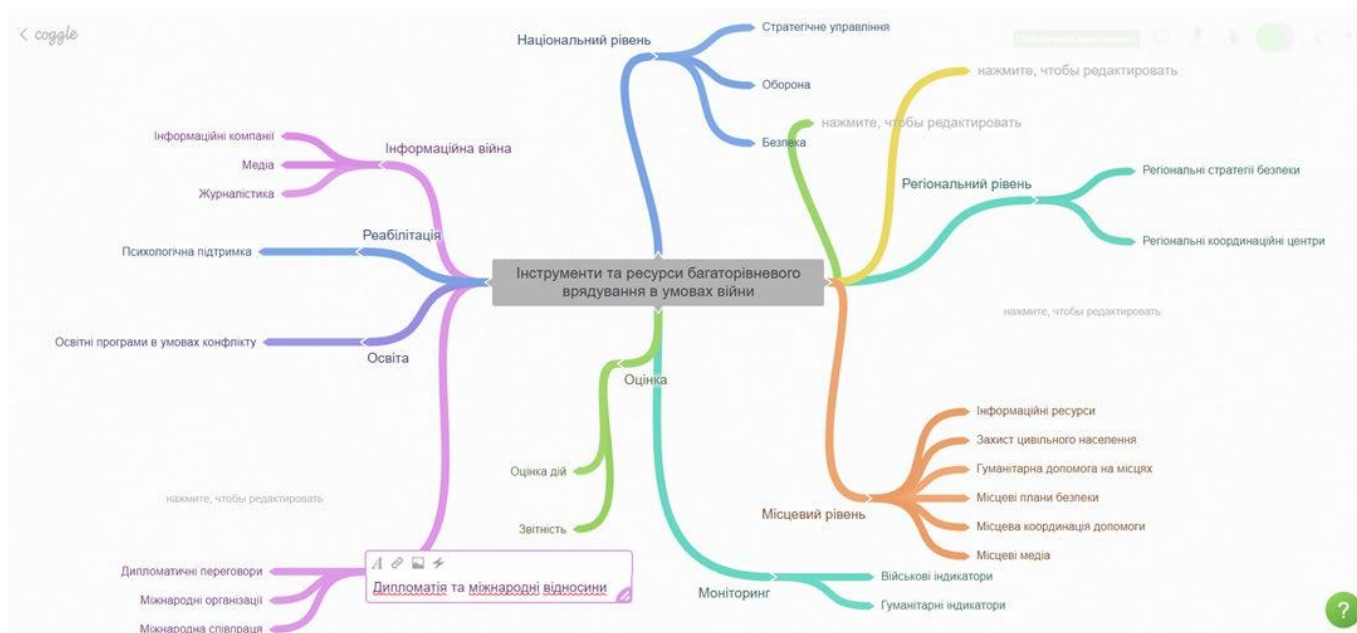 coggle
Національний рівень
Стратегічне управління
Оборона
Безпека
нажмите, чтобы редактировать
нажмите, чтобы редактировать
Інформаційні компанії
Медіа
Журналістика
Інформаційна війна
Регіональний рівень
Регіональні стратегії безпеки
Регіональні координаційні центри
Реабілітація
Психологічна підтримка
Інструменти та ресурси багаторівневого
врядування в умовах війни
нажмите, чтобы редактировать
Освітні програми в умовах конфлікту
Освіта
Оцінка
Оцінка дій
Звітність
Інформаційні ресурси
Захист цивільного населення
Гуманітарна допомога на місцях
Місцеві плани безпеки
Місцева координація допомоги
Місцеві медіа
Місцевий рівень
нажмите, чтобы редактировать
Дипломатичні переговори
Міжнародні організації
Міжнародна співпраця
Дипломатія та міжнародні відносини
Моніторинг
Військові індикатори
Гуманітарні індикатори
?